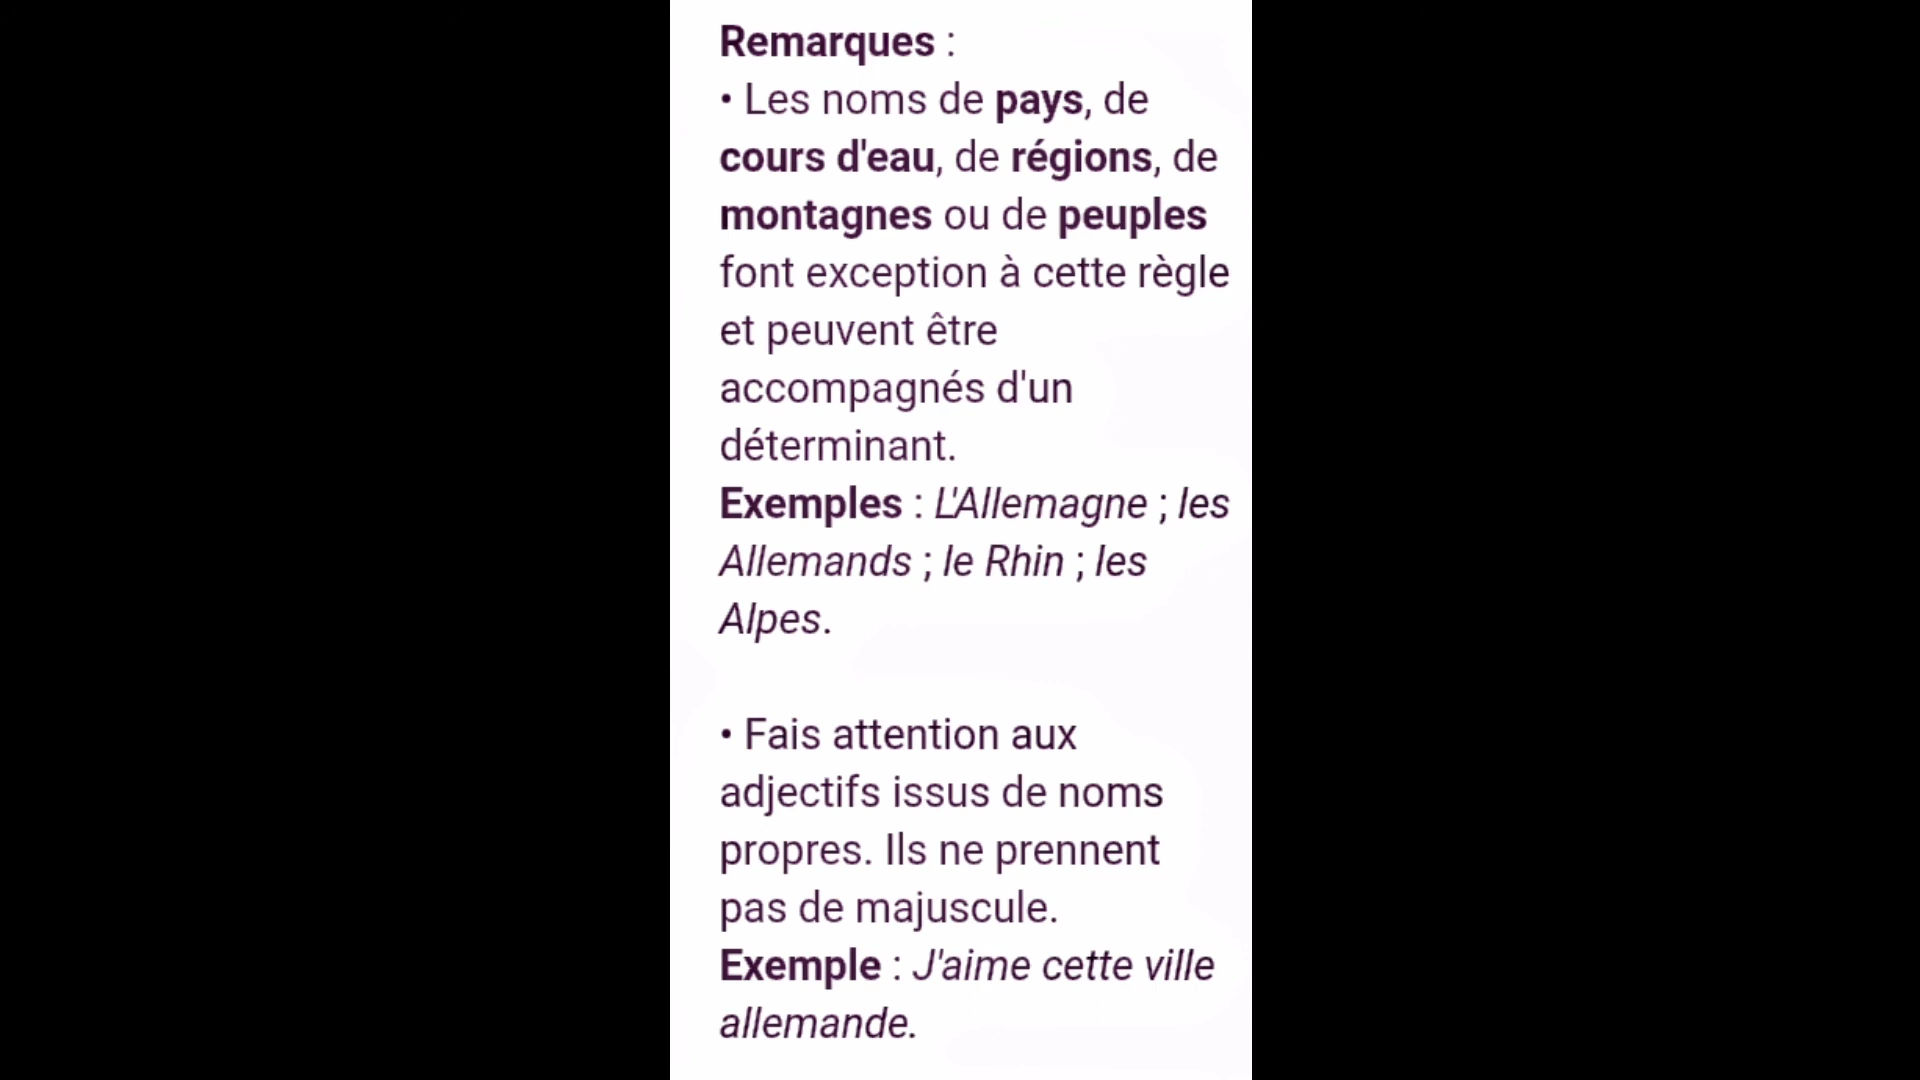 Remarques :
• Les noms de pays, de
cours d'eau, de régions, de
montagnes ou de peuples
font exception à cette règle
et peuvent être
accompagnés d'un
déterminant.
Exemples : L'Allemagne ; les
Allemands ; le Rhin ; les
Alpes.
• Fais attention aux
adjectifs issus de noms
propres. Ils ne prennent
pas de majuscule.
Exemple : J'aime cette ville
allemande.